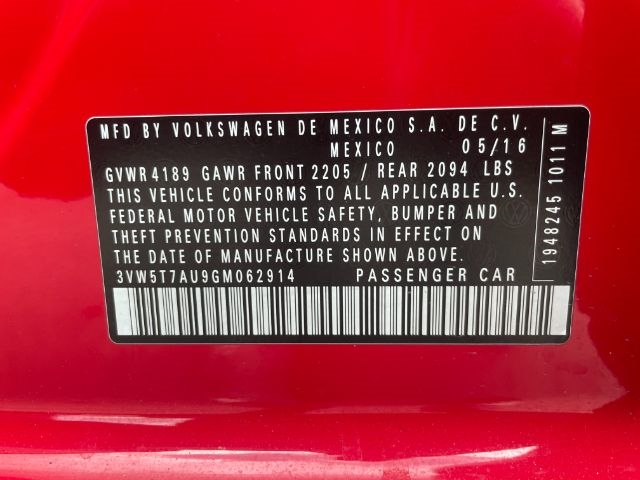 MFD BY VOLKSWAGEN DE MEXICO S.A. DE C.V.
MEXICO 05/16
GVWR 4189 GAWR FRONT 2205 / REAR 2094 LBS
THIS VEHICLE CONFORMS TO ALL APPLICABLE U.S.
FEDERAL MOTOR VEHICLE SAFETY, BUMPER AND
THEFT PREVENTION STANDARDS IN EFFECT ON
THE DATE OF MANUFACTURE SHOWN ABOVE.
3VW5T7AU9GM062914 PASSENGER CAR
1948245 1011 M